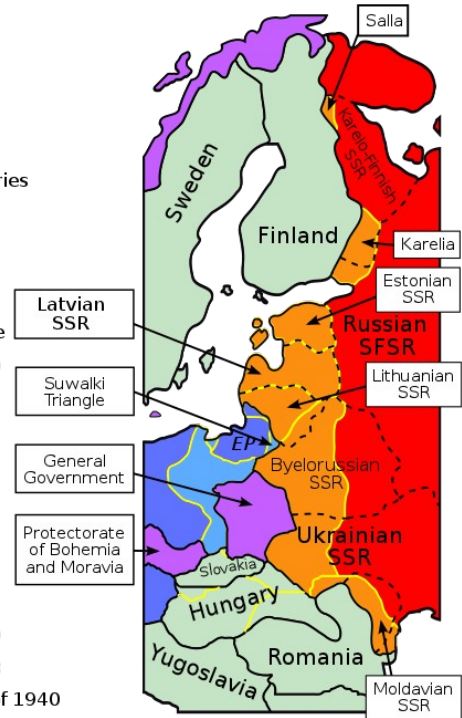 Salla
Karelo-Finnish
SSR
ries
Sweden
Finland
Karelia
Estonian
SSR
Latvian
SSR
Russian
SFSR
e
Lithuanian
SSR
Suwalki
Triangle
EP
General
Government
Byelorussian
SSR
Protectorate
of Bohemia
and Moravia
Ukrainian
SSR
Slovakia
Hungary
Yugoslavia
Romania
Moldavian
SSR
of 1940